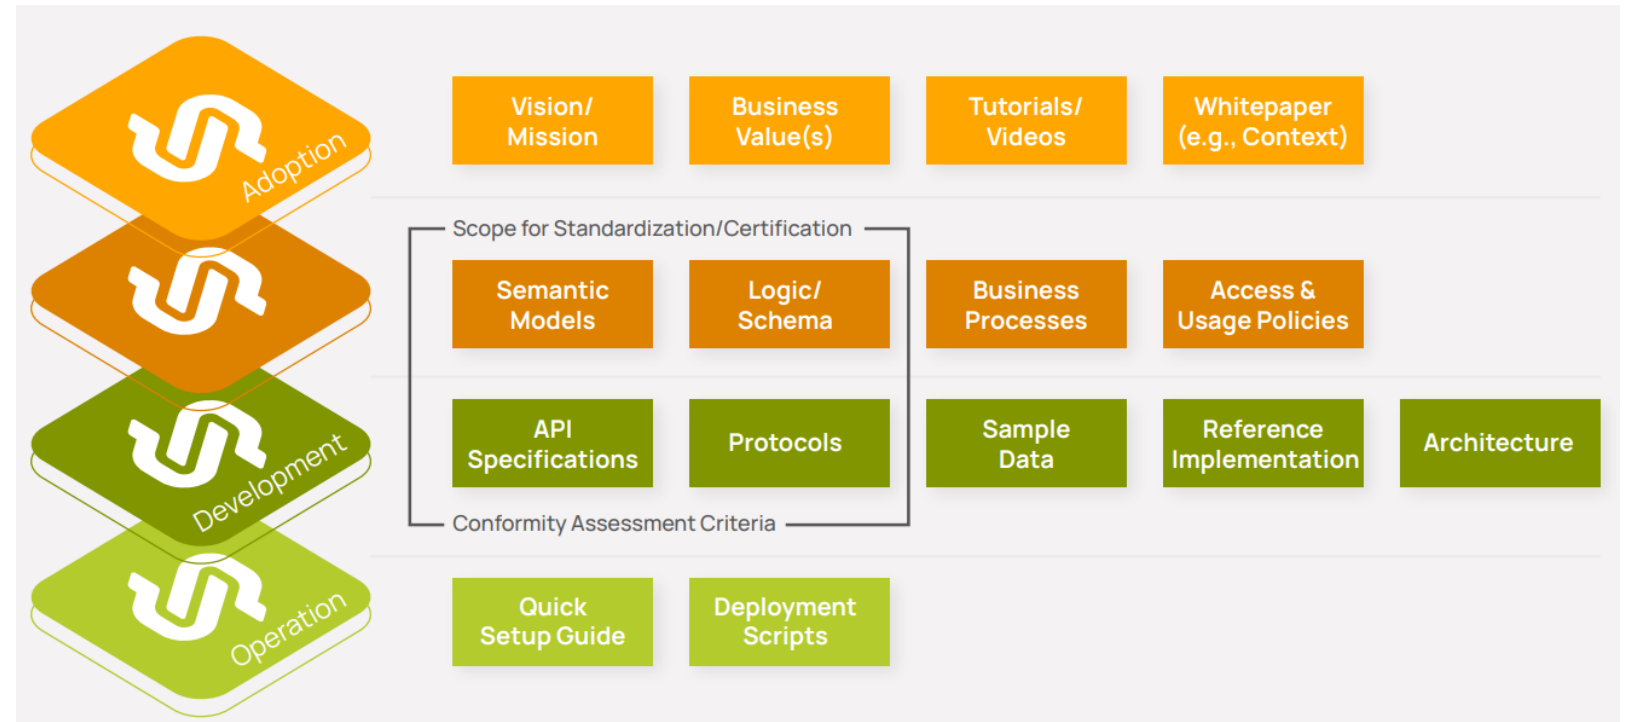 Adoption
Vision/
Mission
Business
Value(s)
Tutorials/
Videos
Whitepaper
(e.g., Context)
Scope for Standardization/Certification
Semantic
Models
Logic/
Schema
Business
Processes
Access &
Usage Policies
Development
API
Specifications
Protocols
Sample
Data
Reference
Implementation
Architecture
Conformity Assessment Criteria
Operation
Quick
Setup Guide
Deployment
Scripts